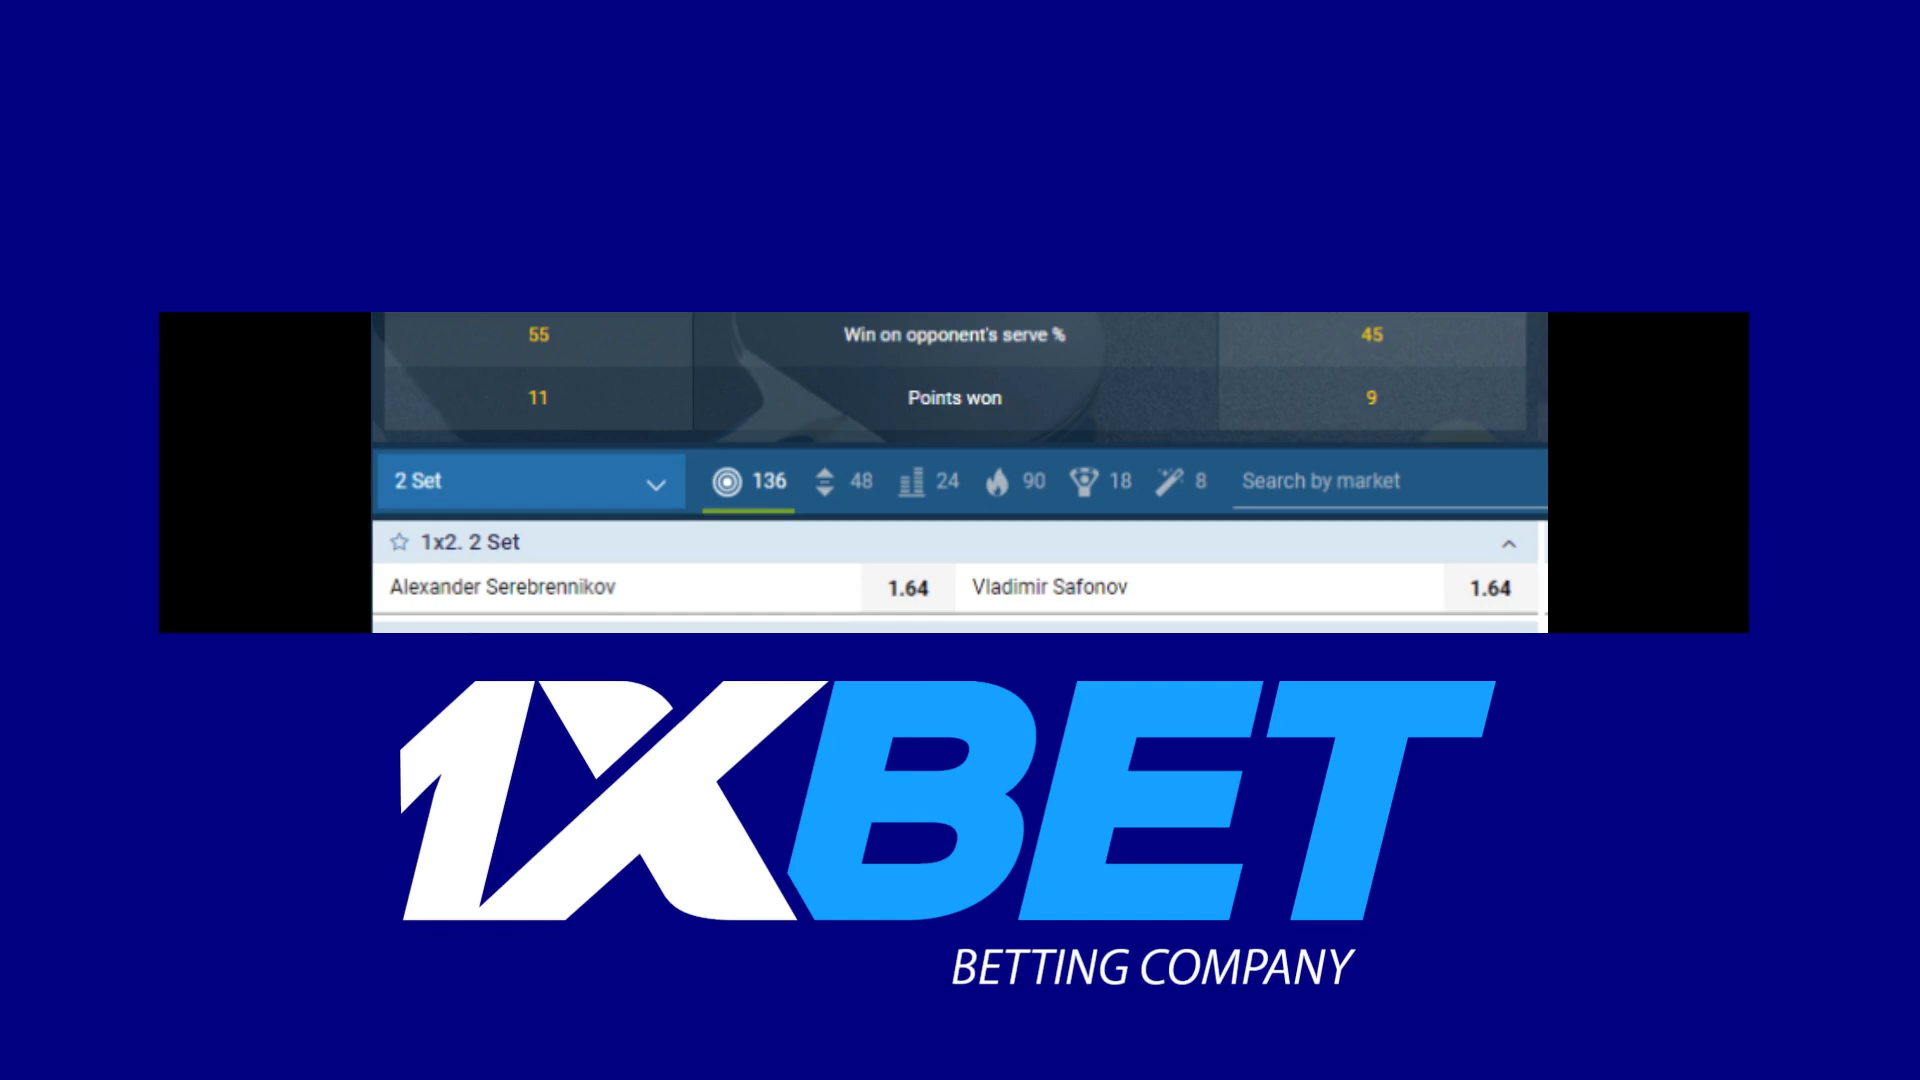 55 Win on opponent's serve % 45
11 Points won 9
2 Set 136 48 24 90 18 8 Search by market
1x2. 2 Set
Alexander Serebrennikov 1.64 Vladimir Safonov 1.64
1XBET
BETTING COMPANY